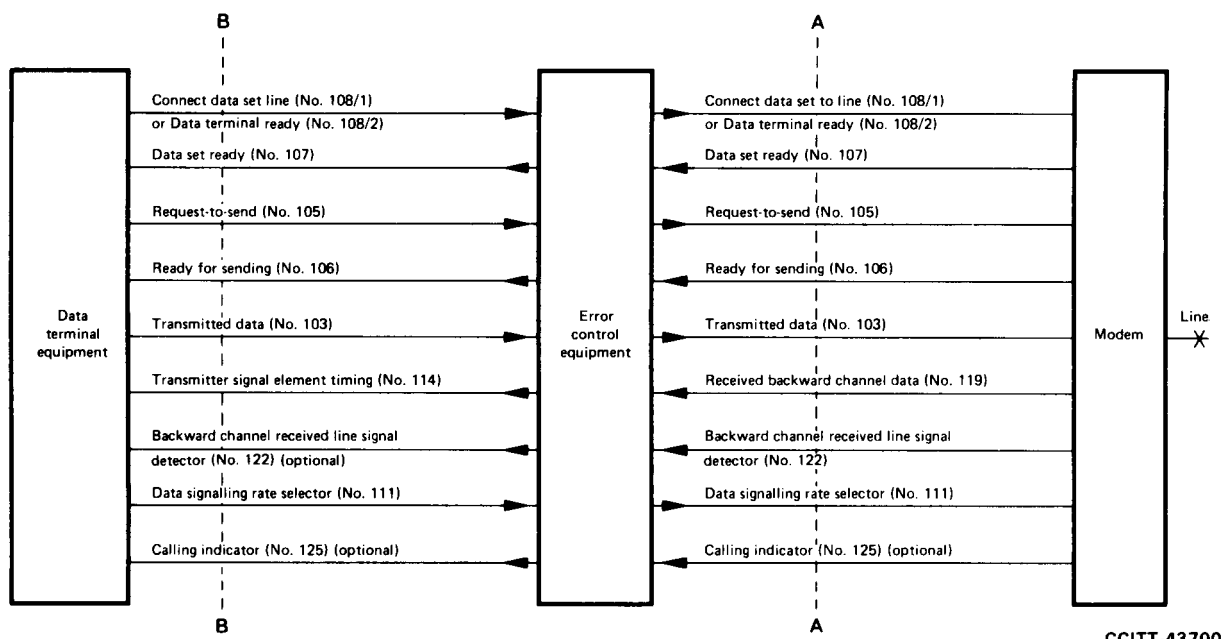 B
A
Connect data set line (No. 108/1)
or Data terminal ready (No. 108/2)
Data set ready (No. 107)
Request-to-send (No. 105)
Ready for sending (No. 106)
Transmitted data (No. 103)
Transmitter signal element timing (No. 114)
Backward channel received line signal
detector (No. 122) (optional)
Data signalling rate selector (No. 111)
Calling indicator (No. 125) (optional)
Connect data set to line (No. 108/1)
or Data terminal ready (No. 108/2)
Data set ready (No. 107)
Request-to-send (No. 105)
Ready for sending (No. 106)
Transmitted data (No. 103)
Received backward channel data (No. 119)
Backward channel received line signal
detector (No. 122)
Data signalling rate selector (No. 111)
Calling indicator (No. 125) (optional)
Data
terminal
equipment
Error
control
equipment
Modem
Line
B
A
CCITT 43700